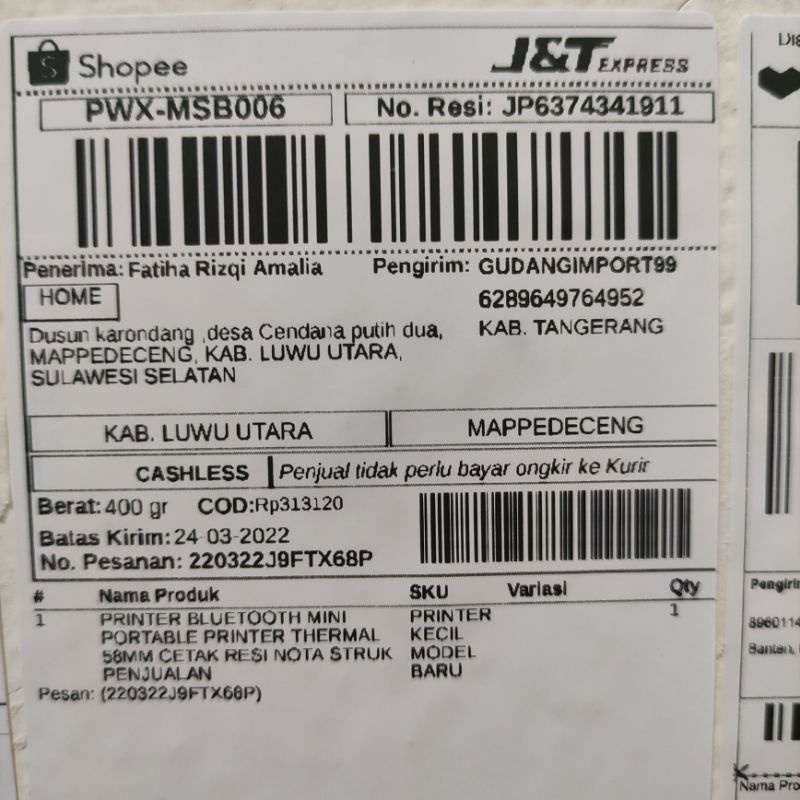 Shopee
J&T EXPRESS
PWX-MSB006
No. Resi: JP6374341911
Penerima: Fatiha Rizqi Amalia
HOME
Dusun karondang ,desa Cendana putih dua,
MAPPEDECENG, KAB. LUWU UTARA,
SULAWESI SELATAN
Pengirim: GUDANGIMPORT99
6289649764952
KAB. TANGERANG
KAB. LUWU UTARA
MAPPEDECENG
CASHLESS
Penjual tidak perlu bayar ongkir ke Kurir
Berat: 400 gr COD:Rp313120
Batas Kirim: 24-03-2022
No. Pesanan: 220322J9FTX68P
# Nama Produk SKU Variasi Qty
1 PRINTER BLUETOOTH MINI PRINTER 1
PORTABLE PRINTER THERMAL KECIL
58MM CETAK RESI NOTA STRUK MODEL
PENJUALAN BARU
Pesan: (220322J9FTX68P)
Nama